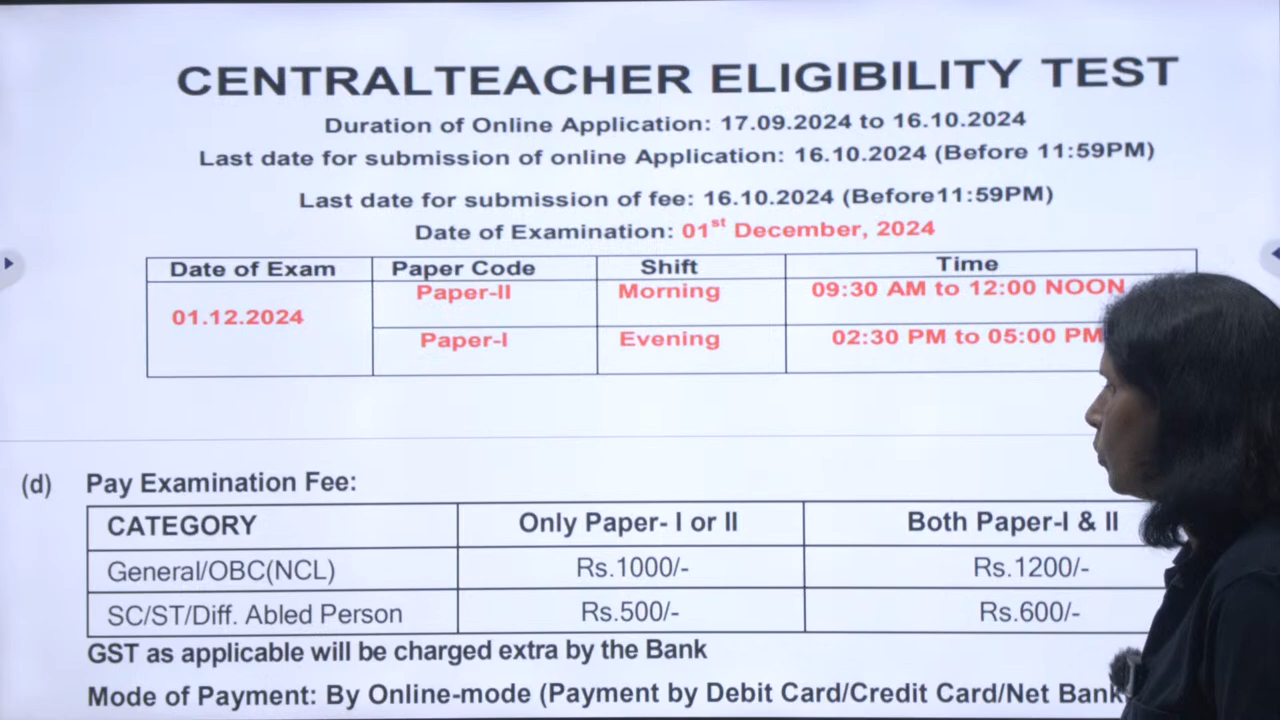 CENTRALTEACHER ELIGIBILITY TEST
Duration of Online Application: 17.09.2024 to 16.10.2024
Last date for submission of online Application: 16.10.2024 (Before 11:59PM)
Last date for submission of fee: 16.10.2024 (Before11:59PM)
Date of Examination: 01st December, 2024
Date of Exam Paper Code Shift Time
01.12.2024 Paper-II Morning 09:30 AM to 12:00 NOON
Paper-I Evening 02:30 PM to 05:00 PM
(d) Pay Examination Fee:
CATEGORY Only Paper- I or II Both Paper-I & II
General/OBC(NCL) Rs.1000/- Rs.1200/-
SC/ST/Diff. Abled Person Rs.500/- Rs.600/-
GST as applicable will be charged extra by the Bank
Mode of Payment: By Online-mode (Payment by Debit Card/Credit Card/Net Bank